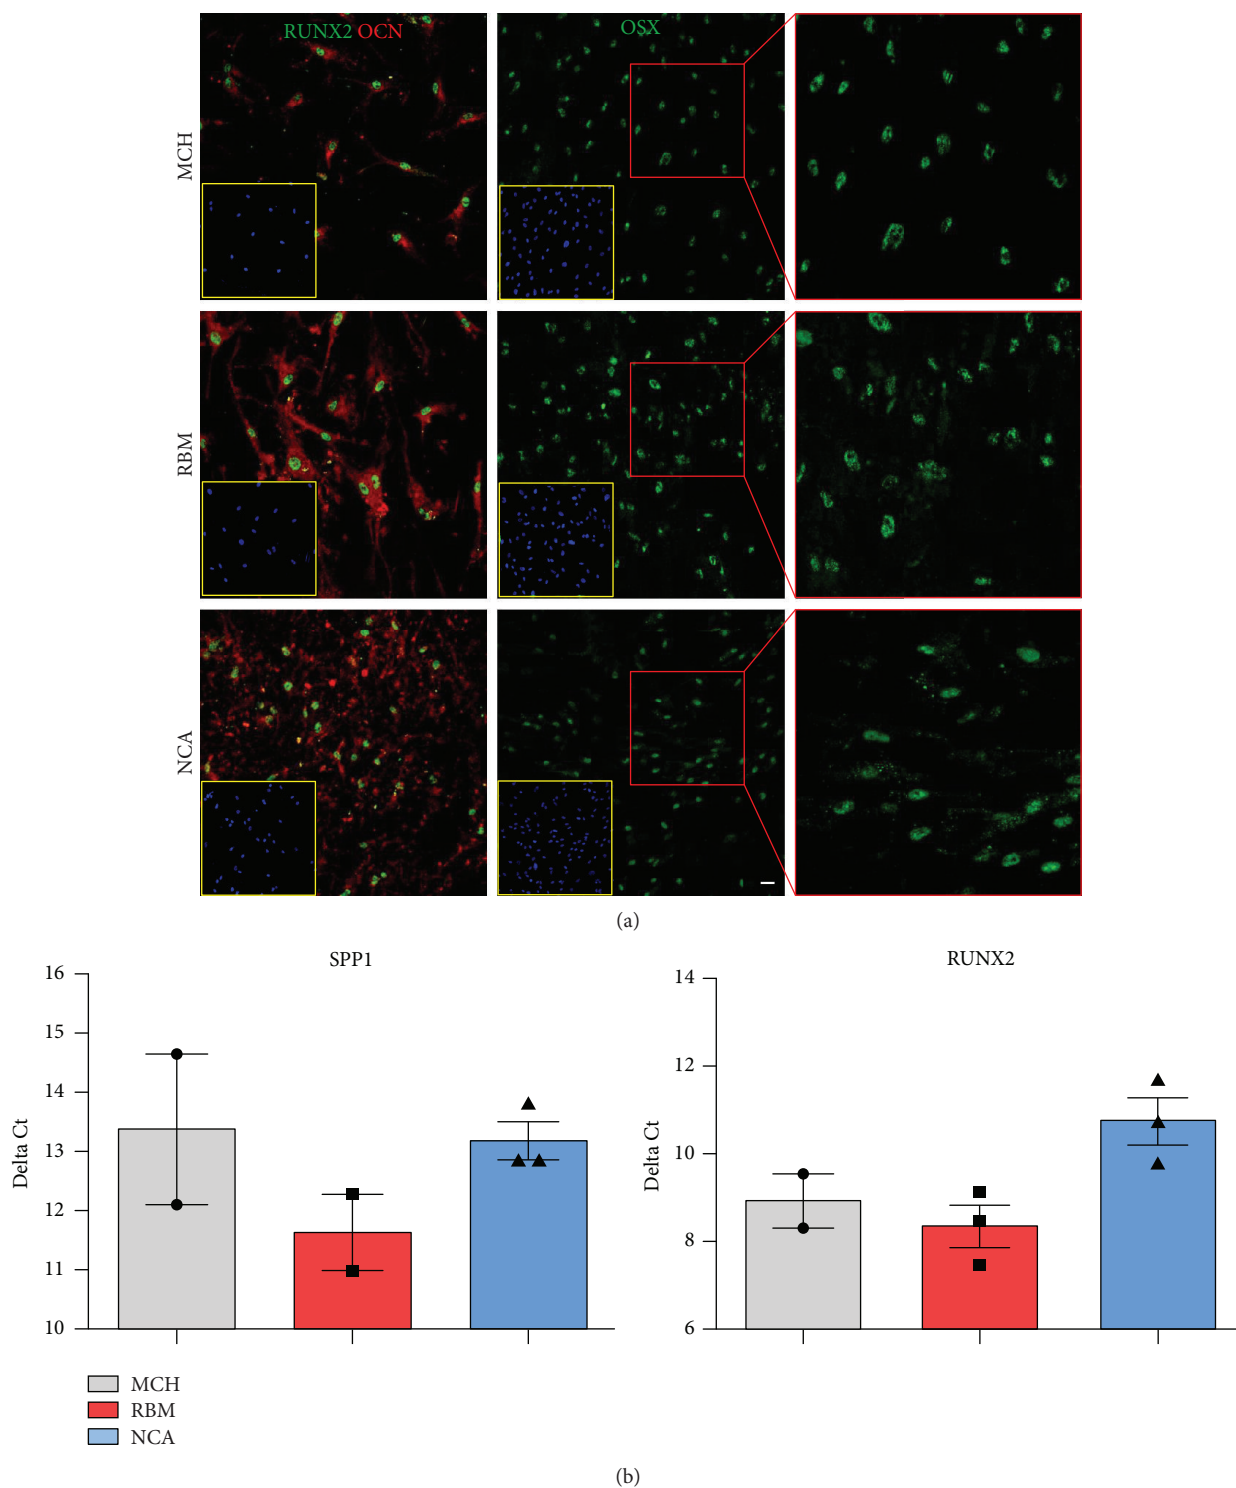 RUNX2 OCN
OSX
MCH
RBM
NCA
(a)
SPP1
16
15
14
13
12
11
10
Delta Ct
RUNX2
14
12
10
8
6
Delta Ct
MCH
RBM
NCA
(b)